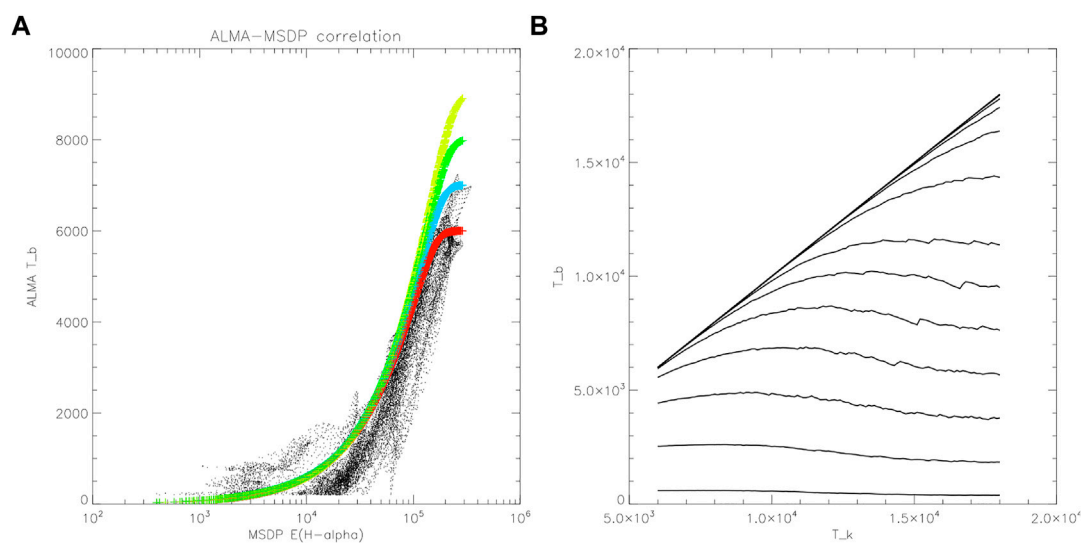 A
ALMA-MSDP correlation
10000
8000
6000
4000
2000
0
ALMA T_b
10²
10³
10⁴
10⁵
10⁶
MSDP E(H-alpha)
B
2.0×10⁴
1.5×10⁴
1.0×10⁴
5.0×10³
0
T_b
5.0×10³
1.0×10⁴
1.5×10⁴
2.0×10⁴
T_k